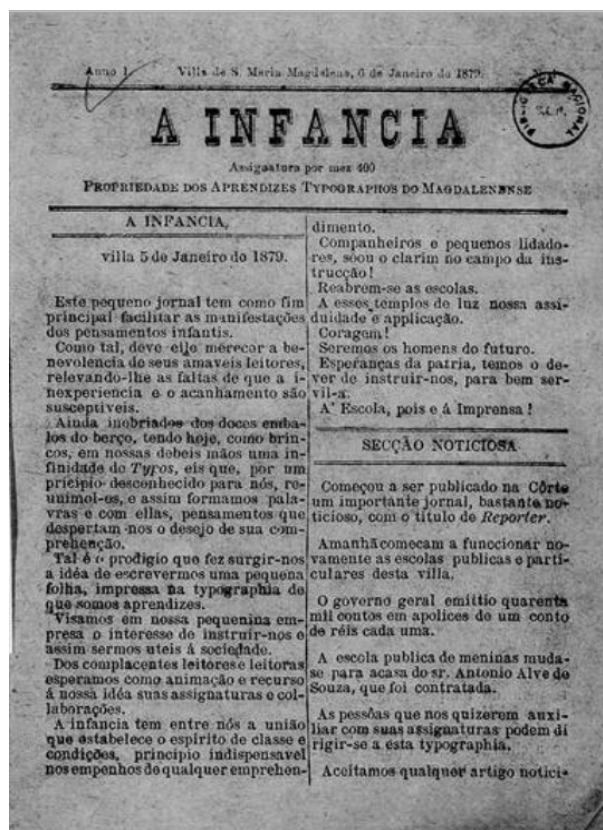 Anno 1
Villa de S. Maria Magdalena, 6 de Janeiro de 1879.
BIBLIOTHECA NACIONAL
A INFANCIA
Assignatura por mez 400
PROPRIEDADE DOS APRENDIZES TYPOGRAPHOS DO MAGDALENENSE
A INFANCIA,
villa 5 de Janeiro de 1879.
Este pequeno jornal tem como fim
principal facilitar as manifestações
dos pensamentos infantis.
Como tal, deve elle merecer a be-
nevolencia de seus amaveis leitores,
relevando-lhe as faltas de que a i-
nexperiencia e o acanhamento são
susceptiveis.
Ainda inobriados dos doces emba-
los do berço, tendo hoje, como brin-
cos, em nossas debeis mãos uma in-
finidade de Typos, eis que, por um
pricipio desconhecido para nós, re-
unimol-os, e assim formamos pala-
vras e com ellas, pensamentos que
despertam-nos o desejo de sua com-
prehenção.
Tal é o prodigio que fez surgir-nos
a idéa de escrevermos uma pequena
folha, impressa na typographia de
que somos aprendizes.
Visamos em nossa pequenina em-
presa o interesse de instruir-nos e
assim sermos uteis á sociedade.
Dos complacentes leitores e leitoras
esperamos como animação e recurso
á nossa idéa suas assignaturas e col-
laborações.
A infancia tem entre nós a união
que estabelece o espirito de classe e
condições, principio indispensavel
nos empenhos de qualquer emprehen-
dimento.
Companheiros e pequenos lidado-
res, sôou o clarim no campo da ins-
trucção!
Reabrem-se as escolas.
A esses templos de luz nossa assi-
duidade e applicação.
Coragem!
Seremos os homens do futuro.
Esperanças da patria, temos o de-
ver de instruir-nos, para bem ser-
vil-a.
A' Escola, pois e á Imprensa!
SECÇÃO NOTICIOSA
Começou a ser publicado na Côrte
um important jornal, bastante no-
ticioso, com o titulo de Reporter.
Amanhã comecam a funccionar no-
vamente as escolas publicas e parti-
culares desta villa.
O governo geral emittio quarenta
mil contos em apolices de um conto
de réis cada uma.
A escola publica de meninas muda-
se para acasa do sr. Antonio Alve de
Souza, que foi contratada.
As pessôas que nos quizerem auxi-
liar com suas assignaturas podem di
rigir-se a esta typographia.
Aceitamos qualquer artigo notici-